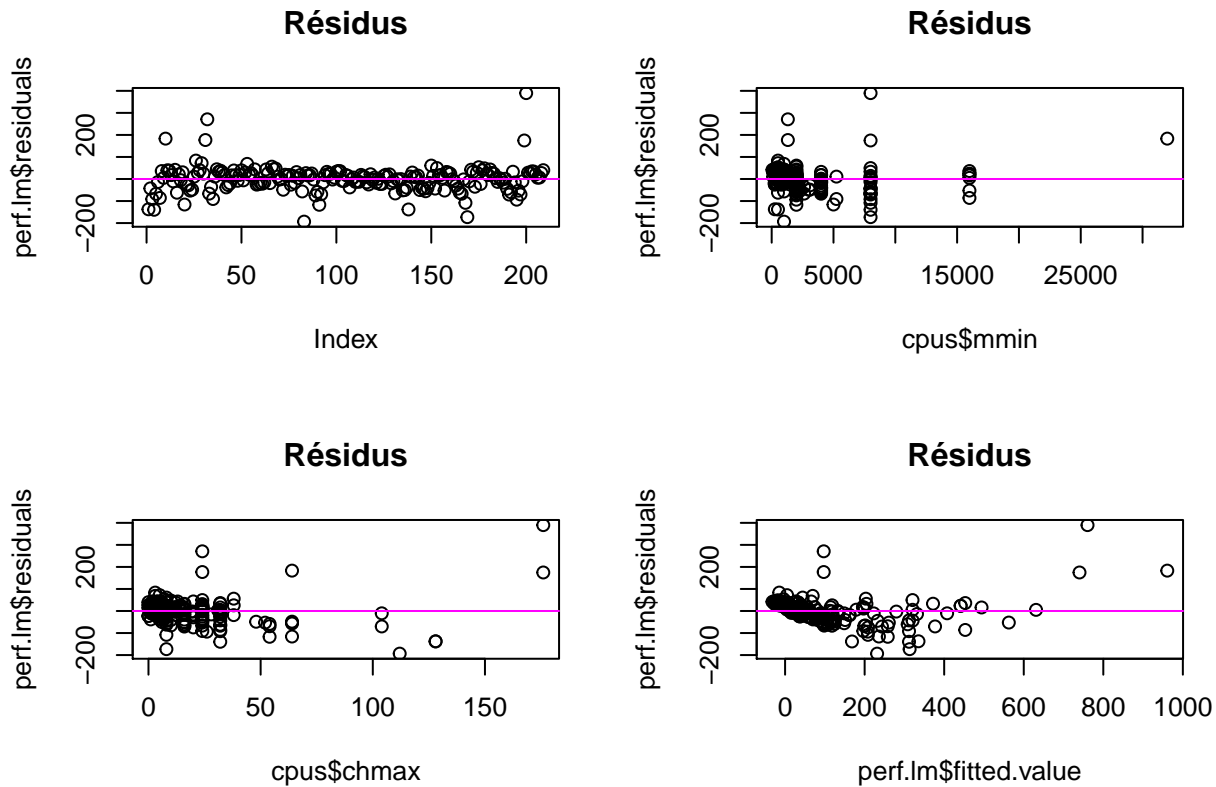 Résidus
perf.lm$residuals
−200
200
0
50
100
150
200
Index
Résidus
perf.lm$residuals
−200
200
0
5000
15000
25000
cpus$mmin
Résidus
perf.lm$residuals
−200
200
0
50
100
150
cpus$chmax
Résidus
perf.lm$residuals
−200
200
0
200
400
600
800
1000
perf.lm$fitted.value